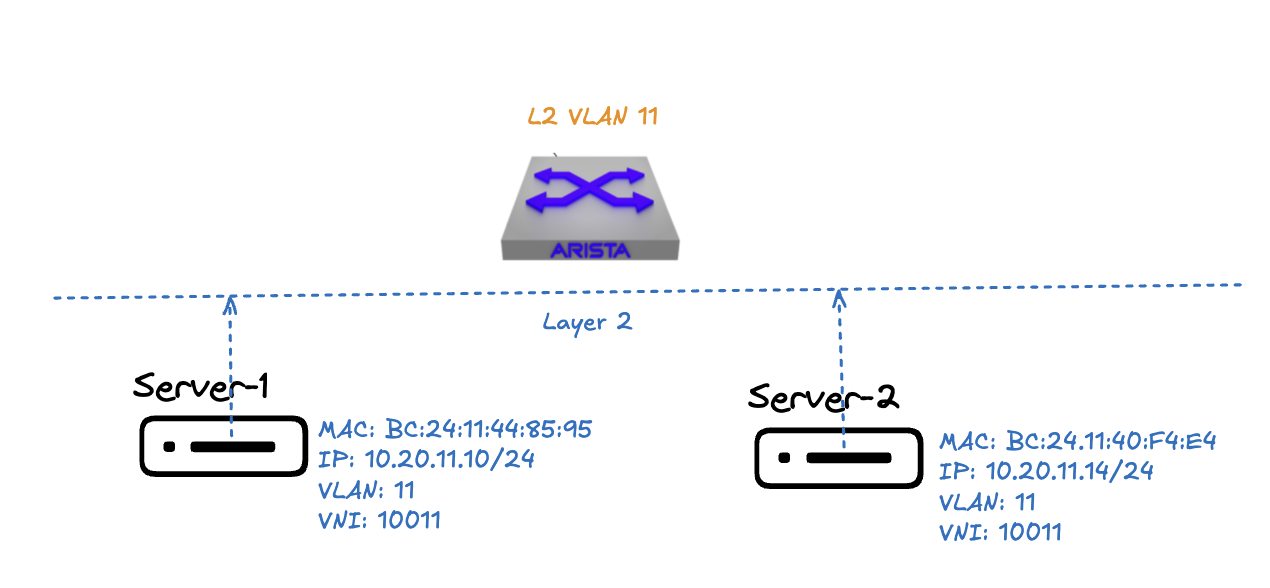 L2 VLAN 11
ARISTA
Layer 2
Server-1
MAC: BC:24:11:44:85:95
IP: 10.20.11.10/24
VLAN: 11
VNI: 10011
Server-2
MAC: BC:24.11:40:F4:E4
IP: 10.20.11.14/24
VLAN: 11
VNI: 10011